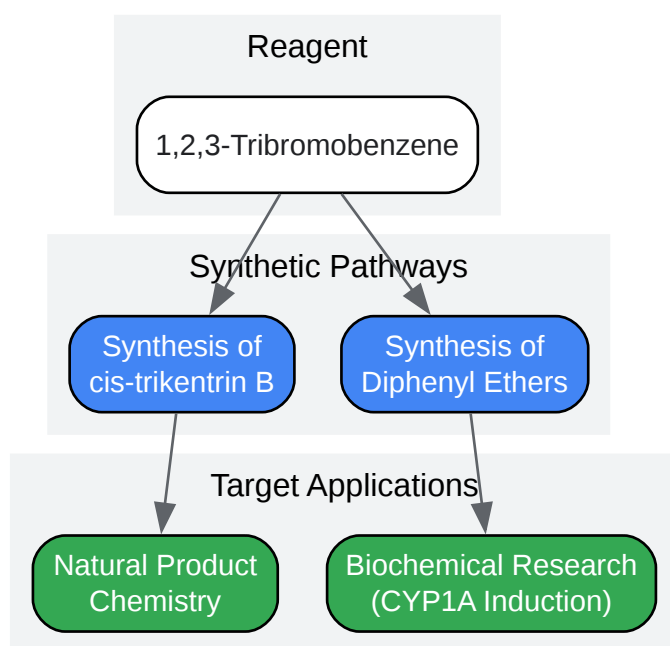 Reagent
1,2,3-Tribromobenzene
Synthetic Pathways
Synthesis of
cis-trikentrin B
Synthesis of
Diphenyl Ethers
Target Applications
Natural Product
Chemistry
Biochemical Research
(CYP1A Induction)